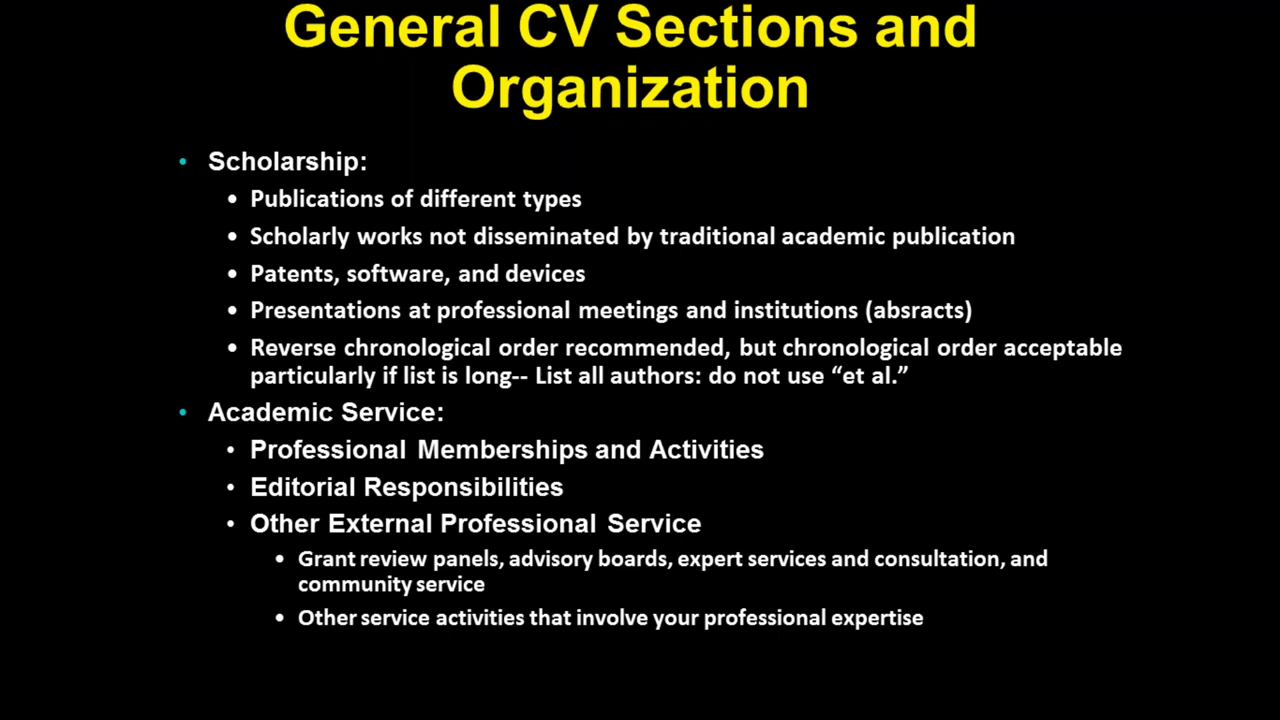 General CV Sections and
Organization
• Scholarship:
• Publications of different types
• Scholarly works not disseminated by traditional academic publication
• Patents, software, and devices
• Presentations at professional meetings and institutions (absracts)
• Reverse chronological order recommended, but chronological order acceptable
particularly if list is long-- List all authors: do not use “et al.”
• Academic Service:
• Professional Memberships and Activities
• Editorial Responsibilities
• Other External Professional Service
• Grant review panels, advisory boards, expert services and consultation, and
community service
• Other service activities that involve your professional expertise